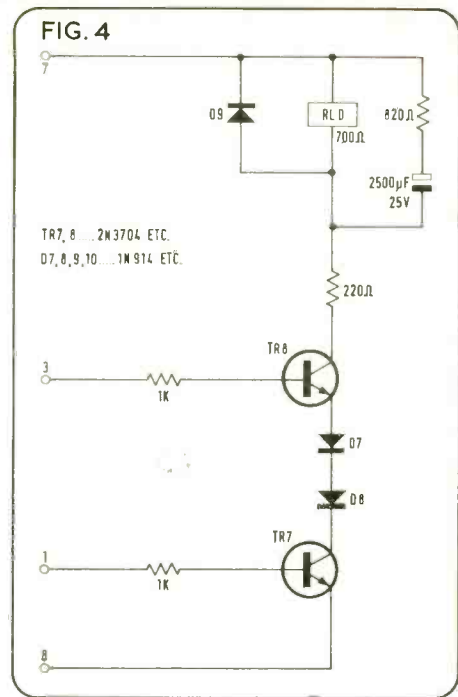 FIG. 4
7
D9
RLD
700Ω
820Ω
2500µF
25V
TR7, 8 ..... 2N3704 ETC.
D7,8,9,10 ..... 1N914 ETC.
220Ω
TR8
3
1K
D7
D8
TR7
1
1K
8